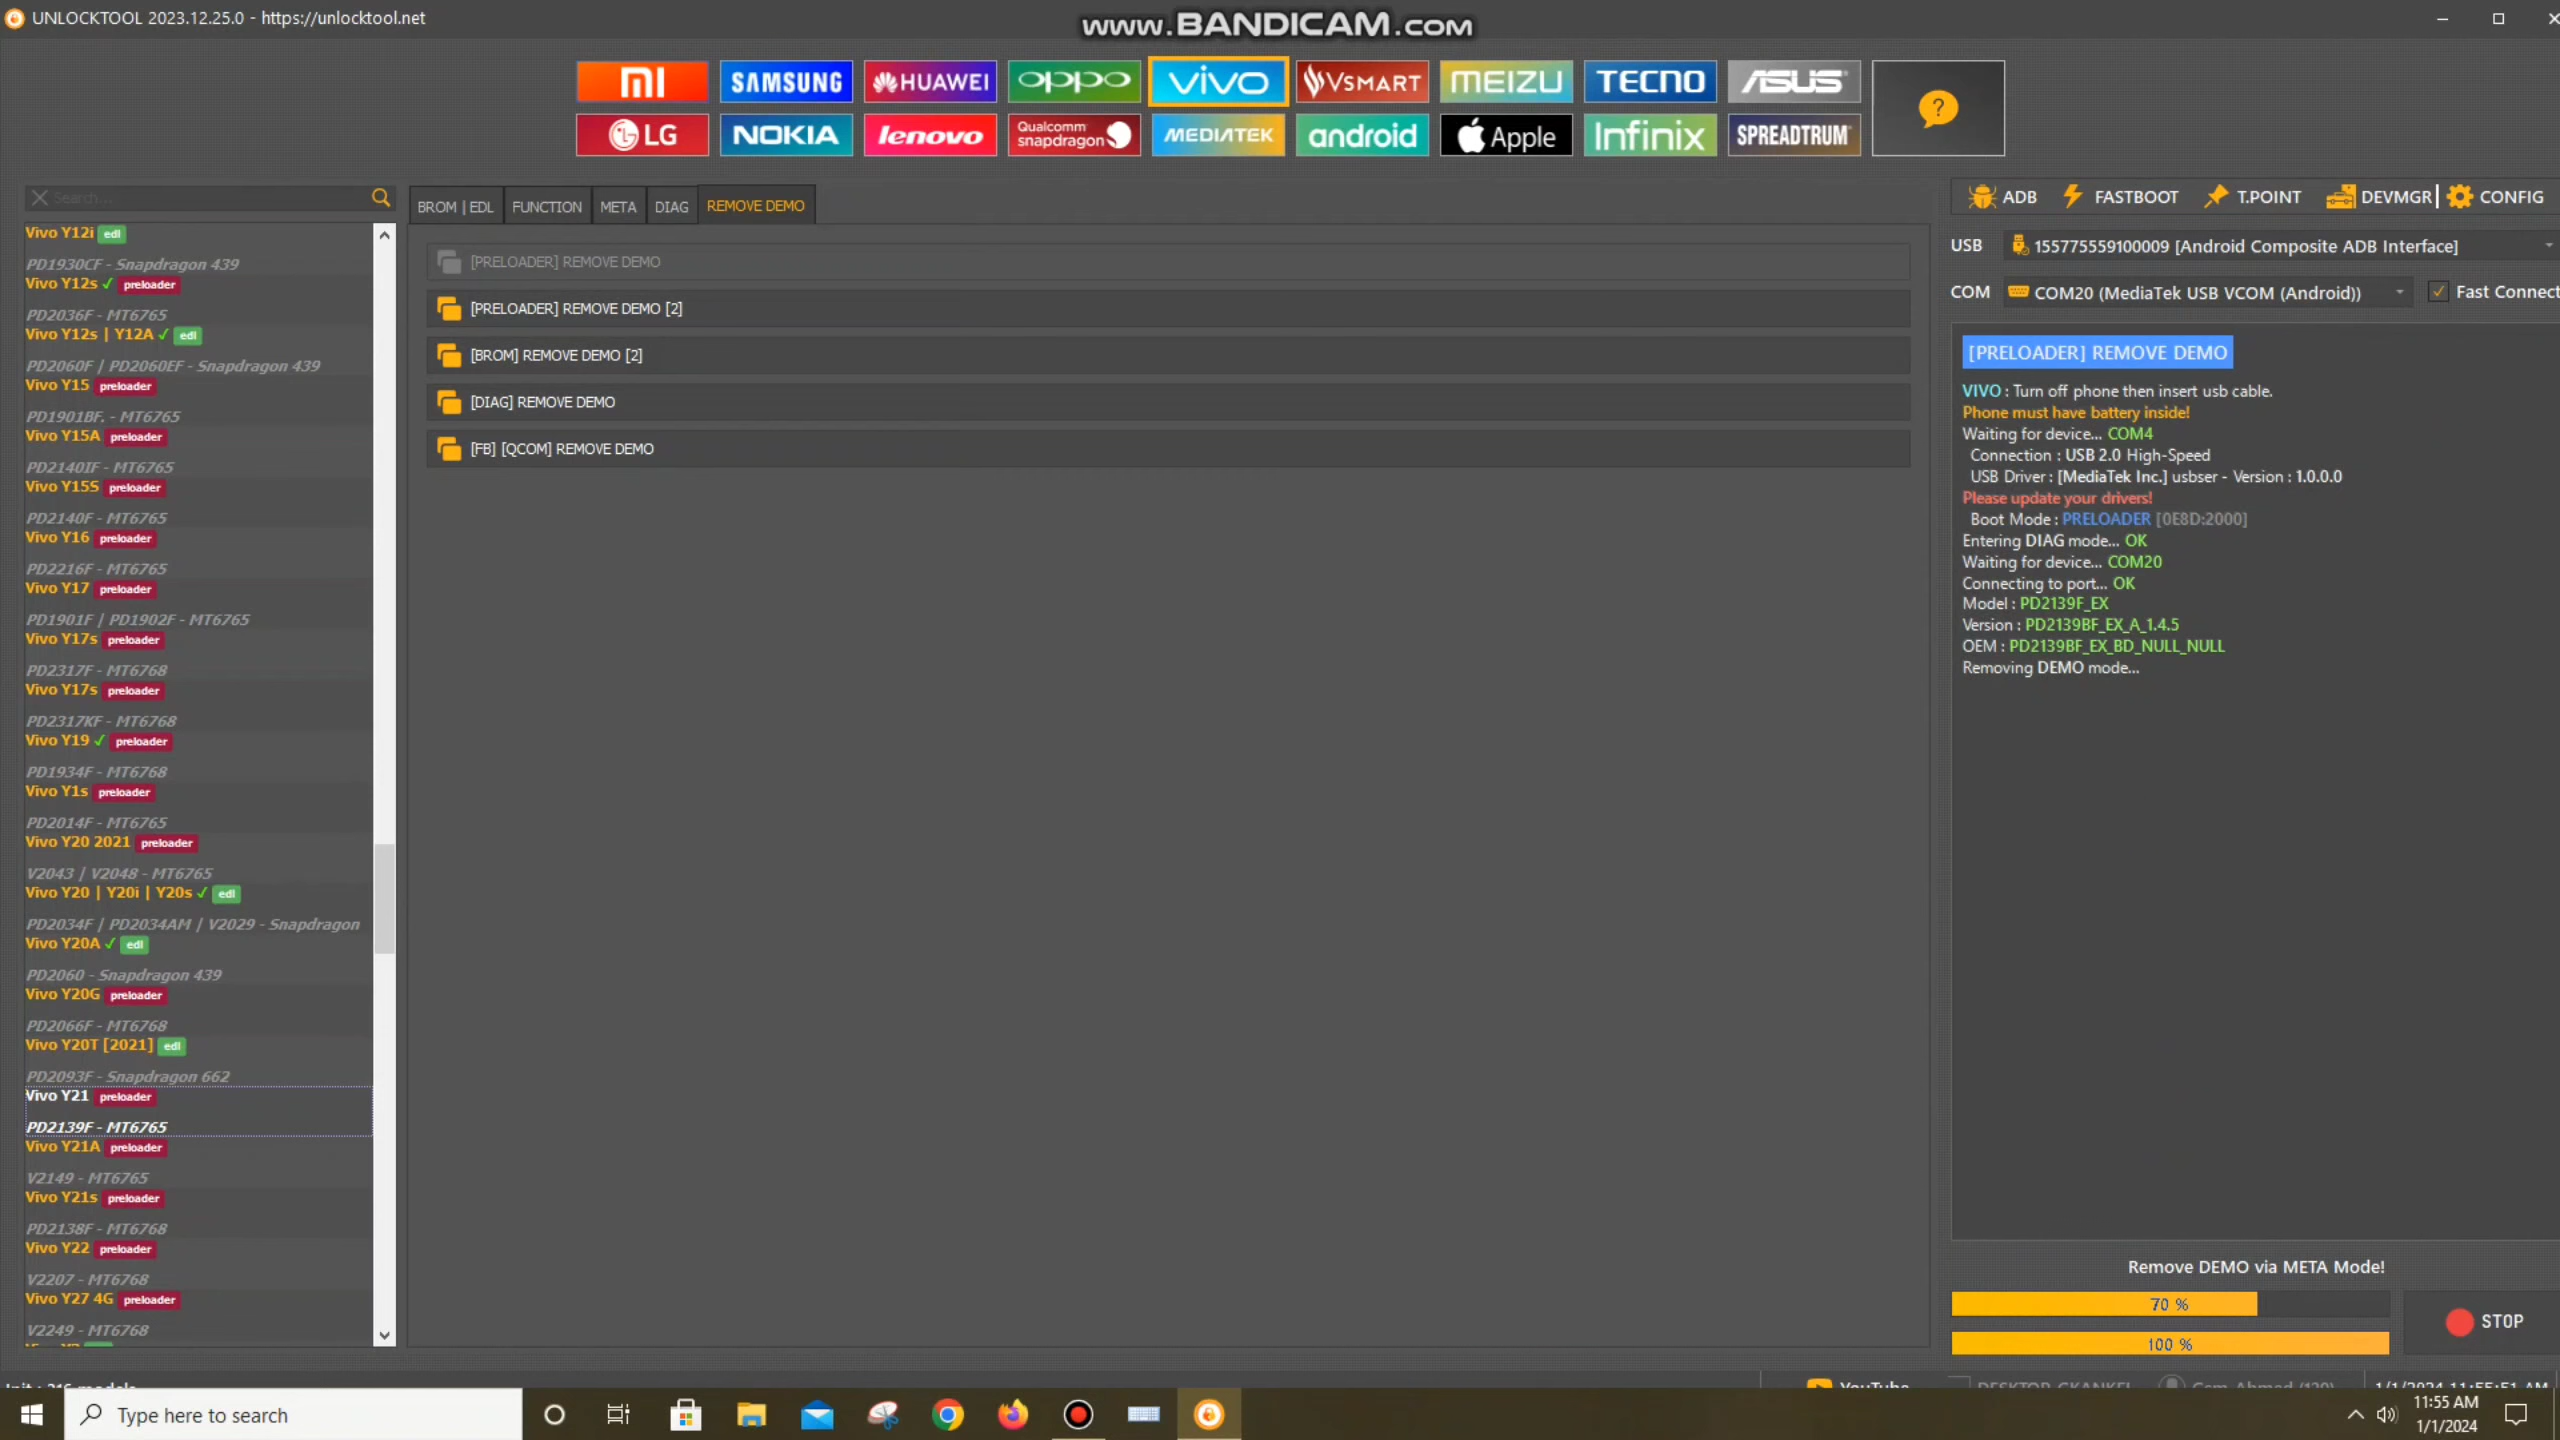 UNLOCKTOOL 2023.12.25.0 - https://unlocktool.net
www.BANDICAM.com
MI SAMSUNG HUAWEI oppo vivo VSMART MEIZU TECNO ASUS ?
LG NOKIA lenovo Qualcomm snapdragon MEDIATEK android Apple Infinix SPREADTRUM
Search...
BROM | EDL FUNCTION META DIAG REMOVE DEMO
ADB FASTBOOT T.POINT DEVMGR CONFIG
USB 155775559100009 [Android Composite ADB Interface]
COM COM20 (MediaTek USB VCOM (Android)) Fast Connect
Vivo Y12i edl
PD1930CF - Snapdragon 439
Vivo Y12s ✓ preloader
PD2036F - MT6765
Vivo Y12s | Y12A ✓ edl
PD2060F | PD2060EF - Snapdragon 439
Vivo Y15 preloader
PD1901BF. - MT6765
Vivo Y15A preloader
PD2140IF - MT6765
Vivo Y15S preloader
PD2140F - MT6765
Vivo Y16 preloader
PD2216F - MT6765
Vivo Y17 preloader
PD1901F | PD1902F - MT6765
Vivo Y17s preloader
PD2317F - MT6768
Vivo Y17s preloader
PD2317KF - MT6768
Vivo Y19 ✓ preloader
PD1934F - MT6768
Vivo Y1s preloader
PD2014F - MT6765
Vivo Y20 2021 preloader
V2043 | V2048 - MT6765
Vivo Y20 | Y20i | Y20s ✓ edl
PD2034F | PD2034AM | V2029 - Snapdragon
Vivo Y20A ✓ edl
PD2060 - Snapdragon 439
Vivo Y20G preloader
PD2066F - MT6768
Vivo Y20T [2021] edl
PD2093F - Snapdragon 662
Vivo Y21 preloader
PD2139F - MT6765
Vivo Y21A preloader
V2149 - MT6765
Vivo Y21s preloader
PD2138F - MT6768
Vivo Y22 preloader
V2207 - MT6768
Vivo Y27 4G preloader
V2249 - MT6768
[PRELOADER] REMOVE DEMO
[PRELOADER] REMOVE DEMO [2]
[BROM] REMOVE DEMO [2]
[DIAG] REMOVE DEMO
[FB] [QCOM] REMOVE DEMO
[PRELOADER] REMOVE DEMO
VIVO : Turn off phone then insert usb cable.
Phone must have battery inside!
Waiting for device... COM4
Connection : USB 2.0 High-Speed
USB Driver : [MediaTek Inc.] usbser - Version : 1.0.0.0
Please update your drivers!
Boot Mode : PRELOADER [0E8D:2000]
Entering DIAG mode... OK
Waiting for device... COM20
Connecting to port... OK
Model : PD2139F_EX
Version : PD2139BF_EX_A_1.4.5
OEM : PD2139BF_EX_BD_NULL_NULL
Removing DEMO mode...
Remove DEMO via META Mode!
70 %
100 %
STOP
YouTube
Type here to search
11:55 AM
1/1/2024